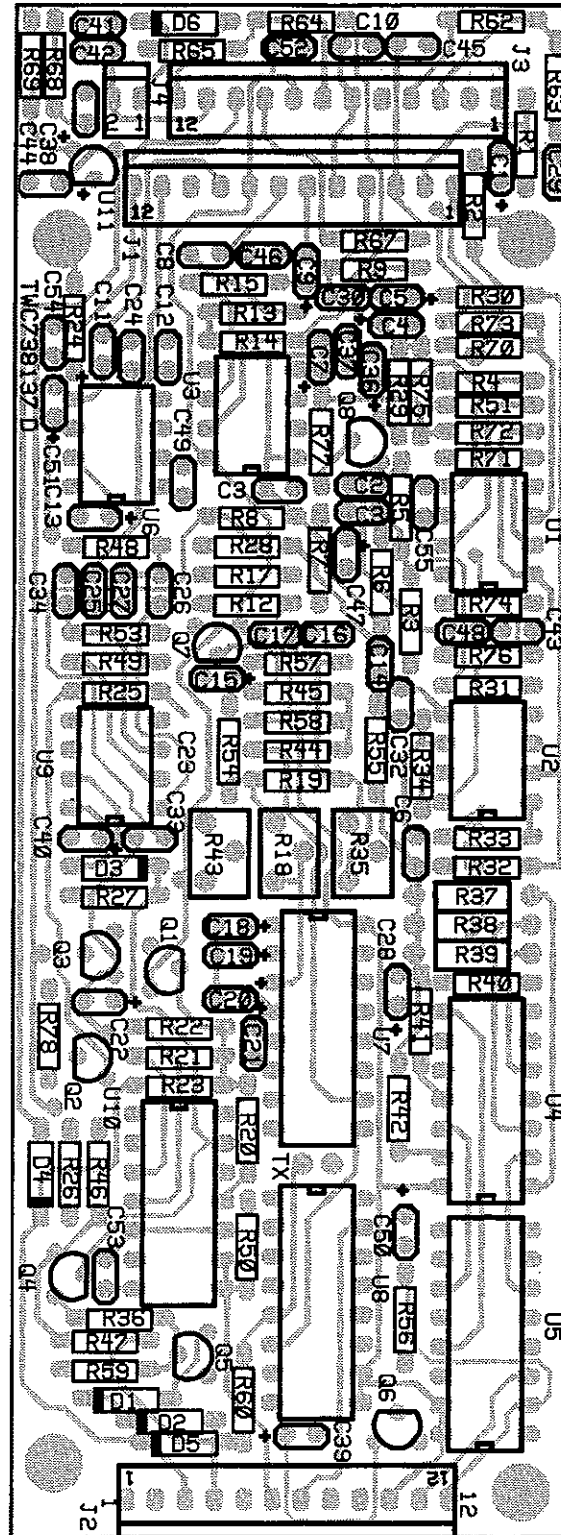 C41 D6 R64 C10 R62
C42 R65 C52 C45
R69 R68 J4 J3 R63
2 1 12 1
C44 C38 R1 C1 C29
U11 R2
12 1
J1 C8 C46 C9 R67
R9
R15 C30 C5 R30
C54 R24 C11 C24 C12 R13 C4 R73
TWC738137 D R14 C7 C37 C36 R70
U3 R29 R75 R4
Q8 R51
C49 R77 R72
C51 C13 R71
C3 C2 R5 C55 U1
U6 R8
R48 R28 R7 C47 R6
C34 C25 C27 C26 R17
R12 R3 R74
R53 Q7 C17 C16 C48 C43
R49 R57 C14 R76
R25 C15 R45 R31
U9 C23 R54 R58 R55 C32 R34 U2
R44
R19
C40 C33 R43 R18 R35 C6 R33
D3 R32
R27 R37
Q3 Q1 C18 C28 R38
C19 R39
C20 R40
R78 C22 R22 C21 U7 R41
R21
Q2 R23
U10 R20 R42 U4
D4 R26 R46 TX
C53 R50 C50
Q4 U8 R56 U5
R36
R47 Q5
R59 R60
D1 Q6
D2
D5 C39
1 12
J2 1 12